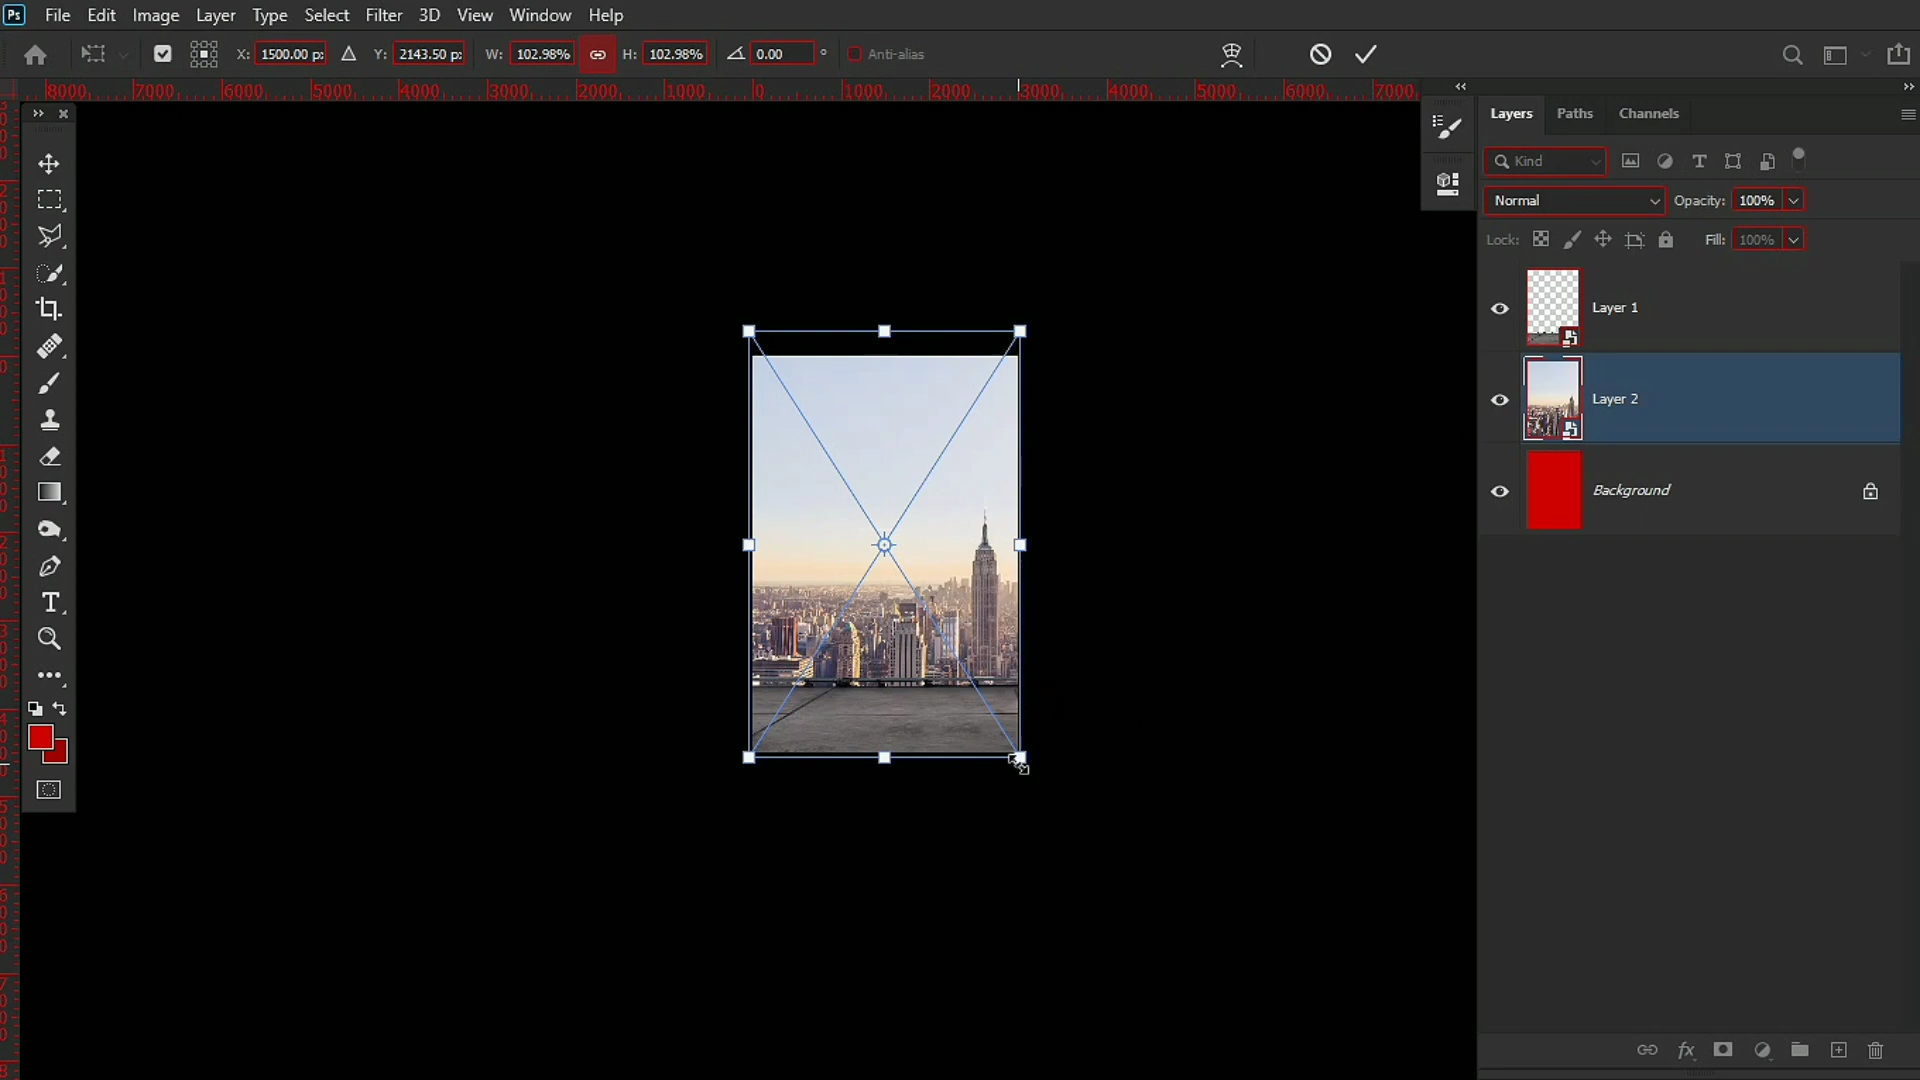 Ps File Edit Image Layer Type Select Filter 3D View Window Help
X: 1500.00 p: Y: 2143.50 p: W: 102.98% H: 102.98% 0.00 ° Anti-alias
8000 7000 6000 5000 4000 3000 2000 1000 0 1000 2000 3000 4000 5000 6000 7000
Layers Paths Channels
Kind
Normal Opacity: 100%
Lock: Fill: 100%
Layer 1
Layer 2
Background
fx